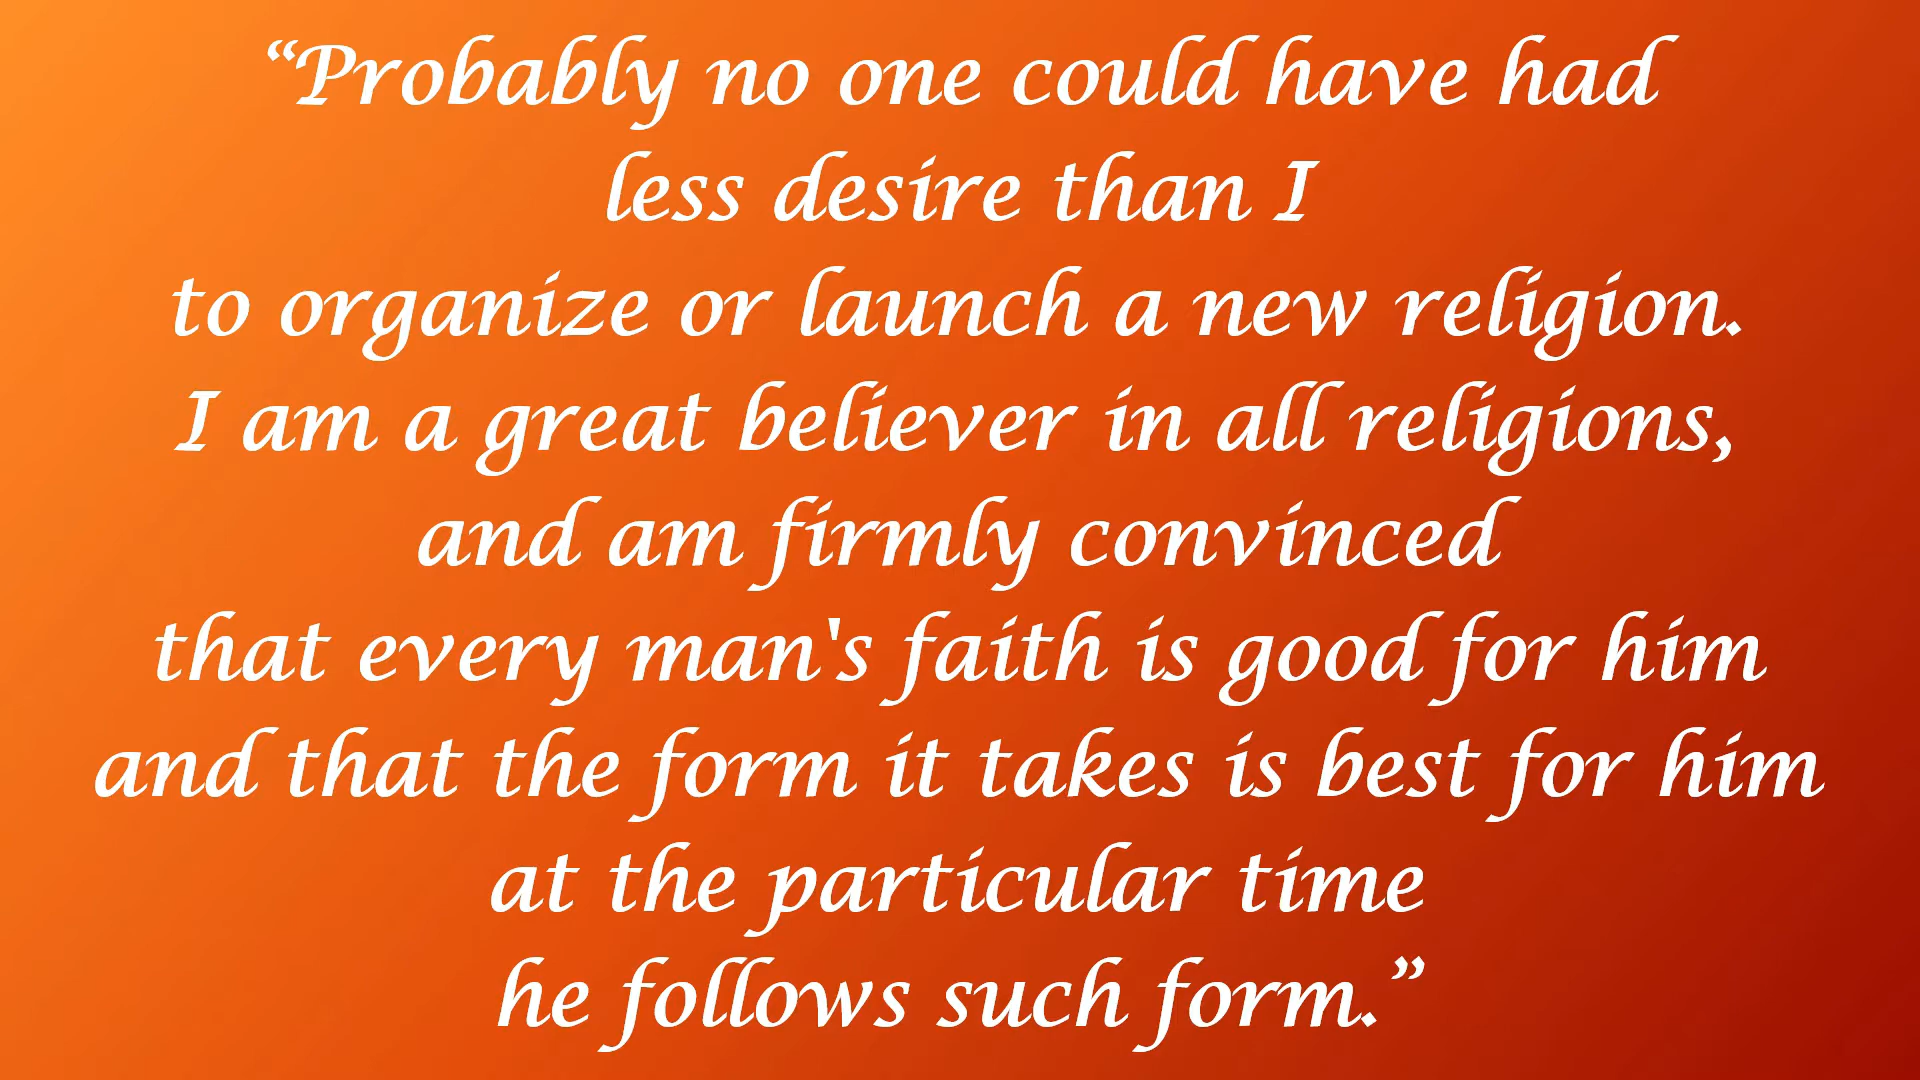 “Probably no one could have had
less desire than I
to organize or launch a new religion.
I am a great believer in all religions,
and am firmly convinced
that every man's faith is good for him
and that the form it takes is best for him
at the particular time
he follows such form.”